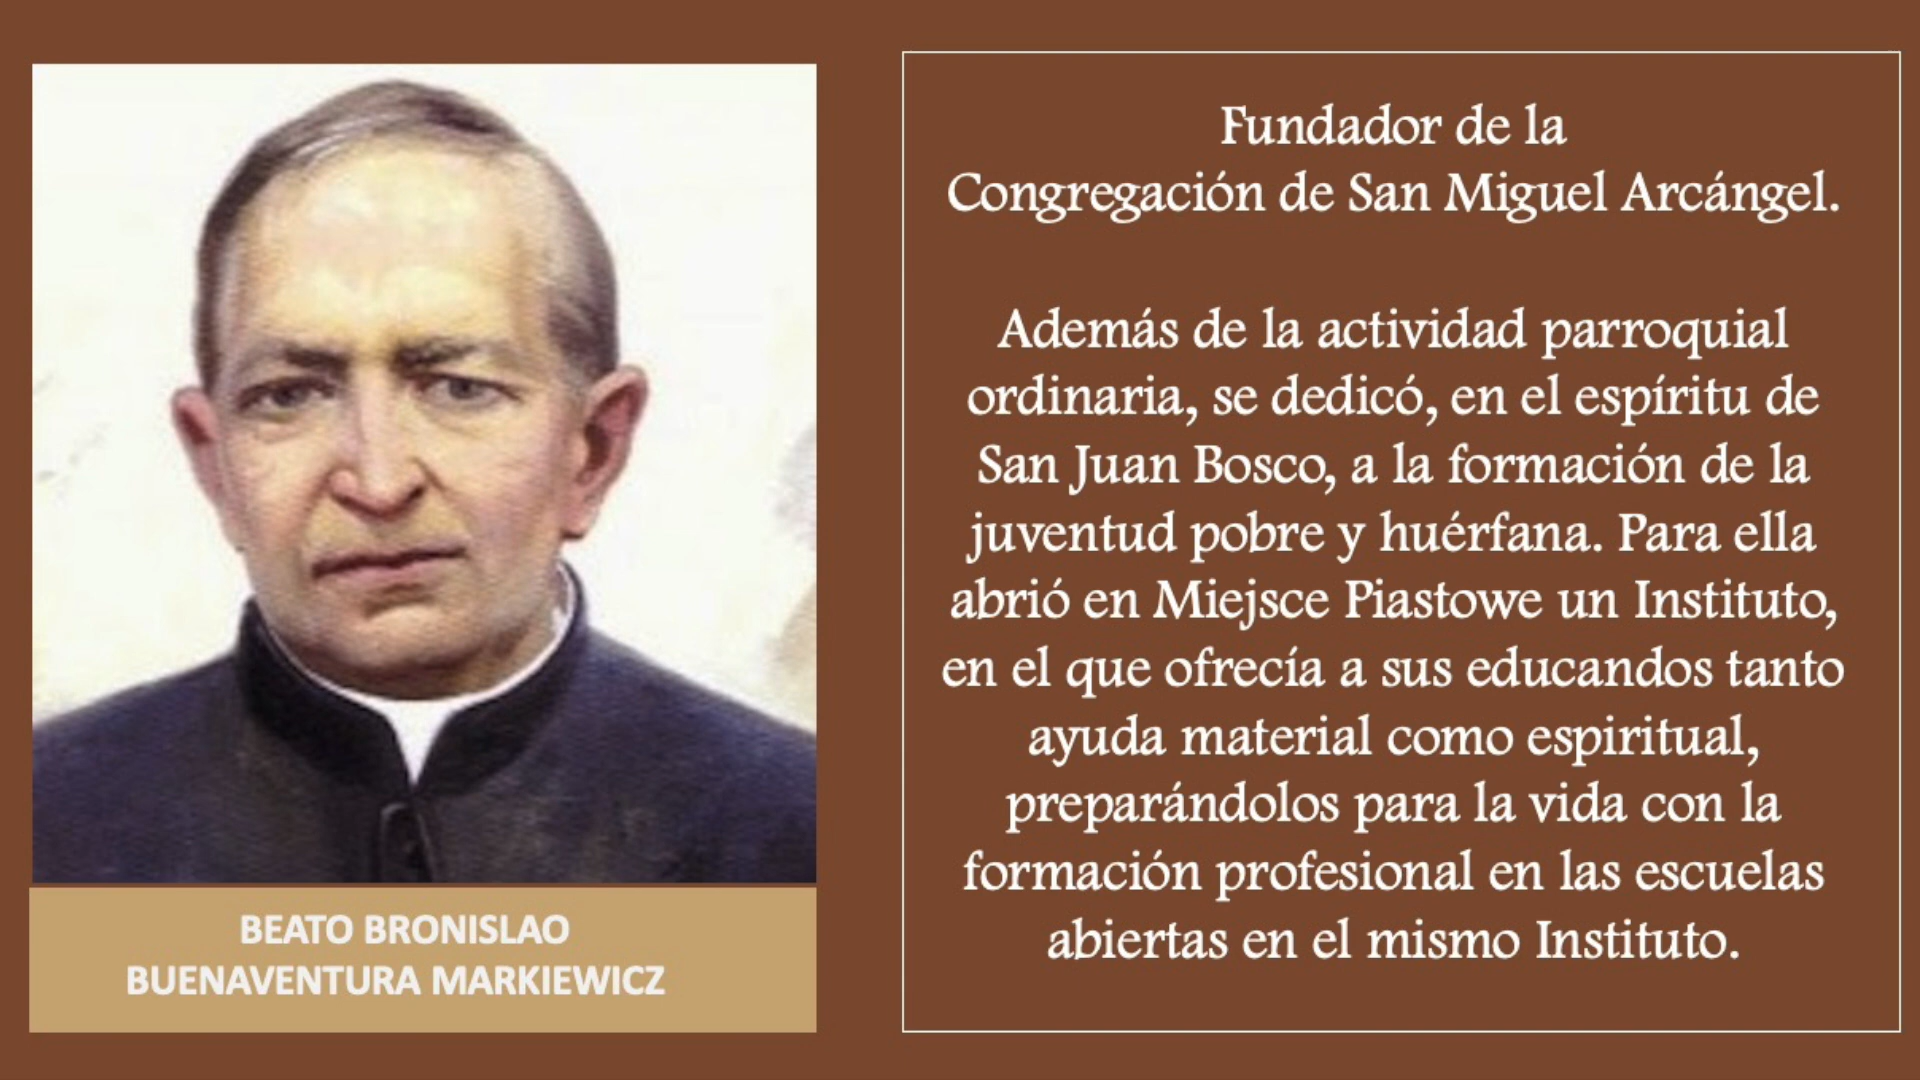 BEATO BRONISLAO
BUENAVENTURA MARKIEWICZ
Fundador de la
Congregación de San Miguel Arcángel.
Además de la actividad parroquial
ordinaria, se dedicó, en el espíritu de
San Juan Bosco, a la formación de la
juventud pobre y huérfana. Para ella
abrió en Miejsce Piastowe un Instituto,
en el que ofrecía a sus educandos tanto
ayuda material como espiritual,
preparándolos para la vida con la
formación profesional en las escuelas
abiertas en el mismo Instituto.